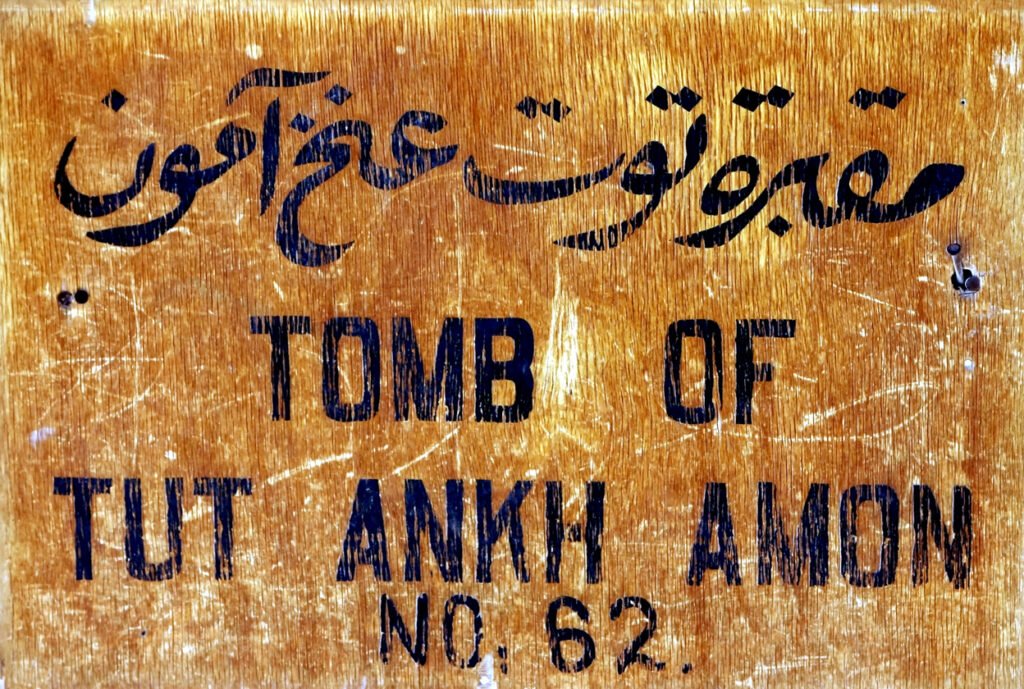 مقبرة توت عنخ آمون
TOMB OF
TUT ANKH AMON
NO: 62.